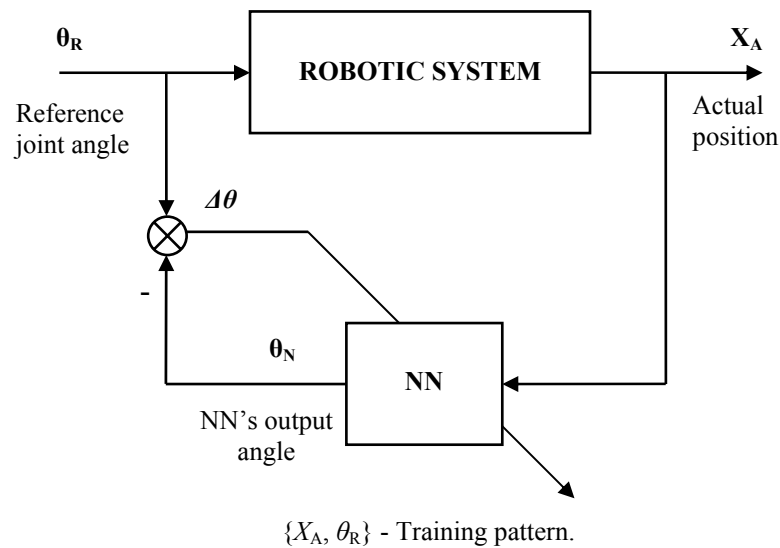 θR
ROBOTIC SYSTEM
XA
Reference
joint angle
Actual
position
Δθ
-
θN
NN
NN’s output
angle
{XA, θR} - Training pattern.